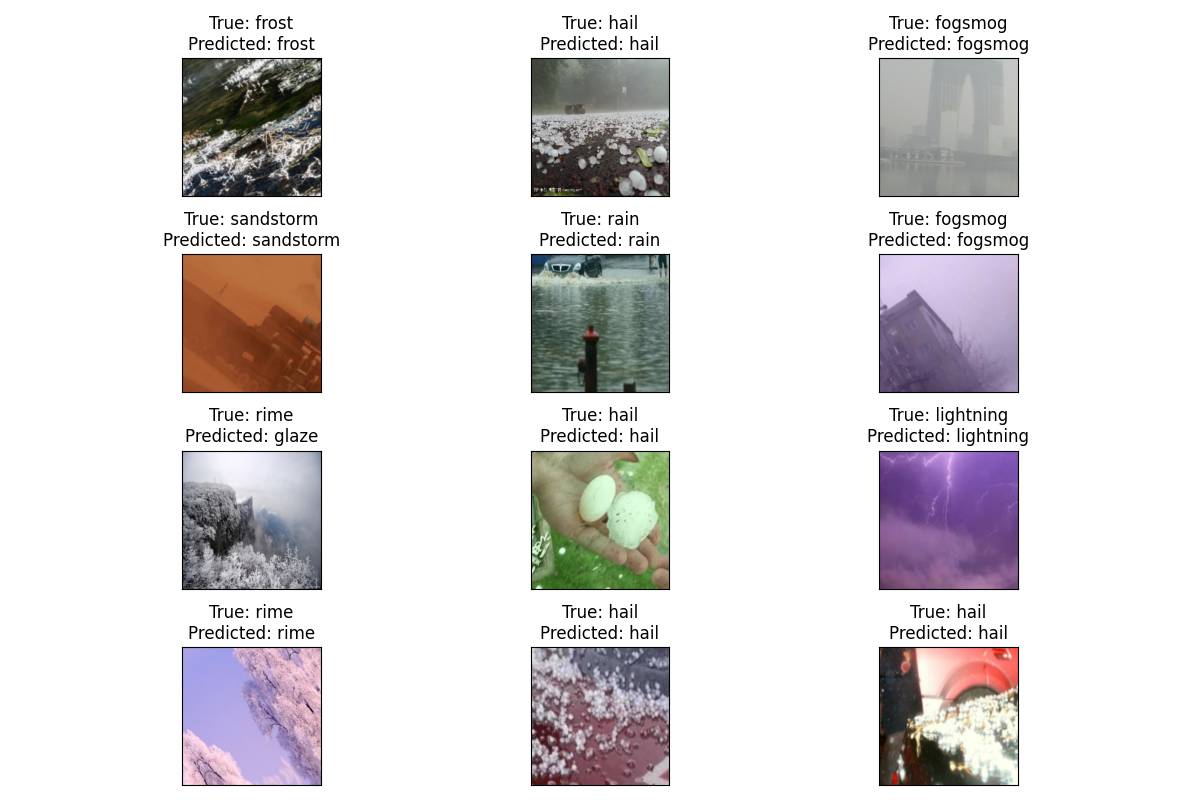 True: frost
Predicted: frost
True: hail
Predicted: hail
True: fogsmog
Predicted: fogsmog
True: sandstorm
Predicted: sandstorm
True: rain
Predicted: rain
True: fogsmog
Predicted: fogsmog
True: rime
Predicted: glaze
True: hail
Predicted: hail
True: lightning
Predicted: lightning
True: rime
Predicted: rime
True: hail
Predicted: hail
True: hail
Predicted: hail